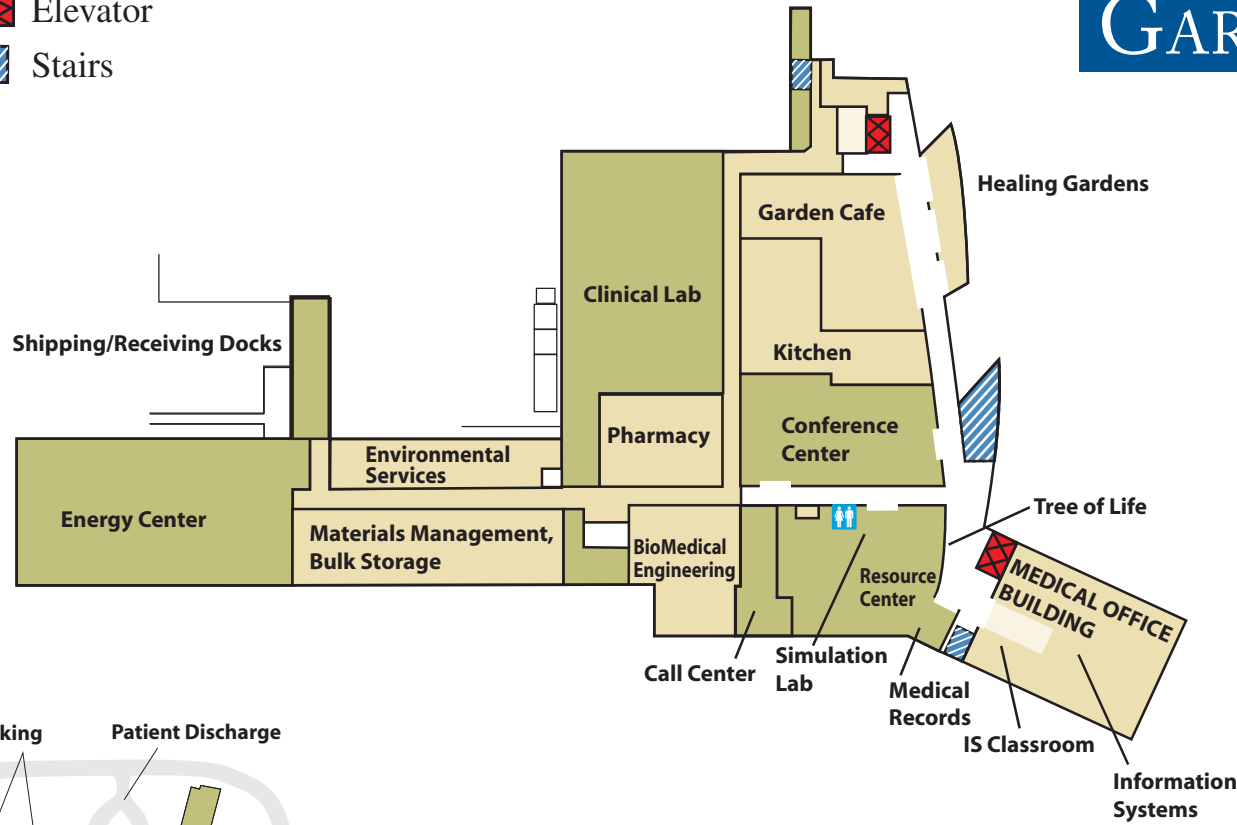 Elevator
Stairs
GAR
Healing Gardens
Garden Cafe
Clinical Lab
Shipping/Receiving Docks
Kitchen
Conference
Center
Pharmacy
Environmental
Services
Energy Center
Materials Management,
Bulk Storage
BioMedical
Engineering
Tree of Life
Resource
Center
MEDICAL OFFICE
BUILDING
Call Center
Simulation
Lab
Medical
Records
IS Classroom
Information
Systems
king
Patient Discharge